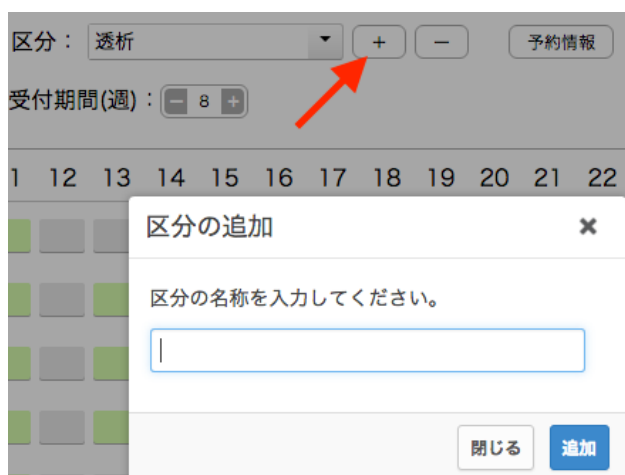 区分： 透析 + − 予約情報
受付期間(週)：− 8 +
1 12 13 14 15 16 17 18 19 20 21 22
区分の追加 ×
区分の名称を入力してください。
閉じる 追加